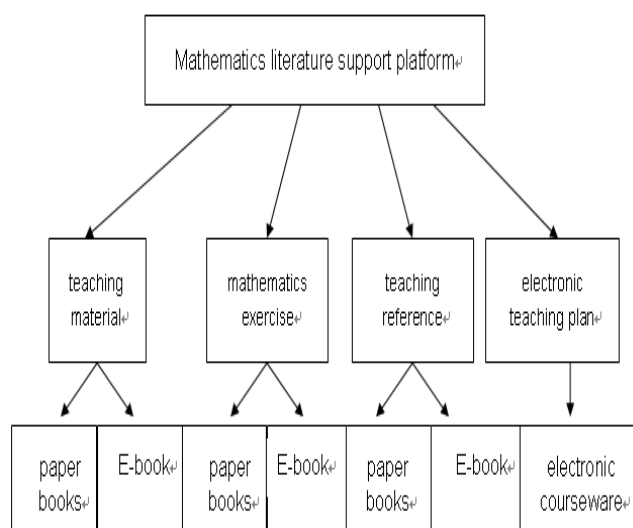 Mathematics literature support platform↵
teaching
material↵
mathematics
exercise↵
teaching
reference↵
electronic
teaching plan↵
paper
books↵
E-book↵
paper
books↵
E-book↵
paper
books↵
E-book↵
electronic
courseware↵